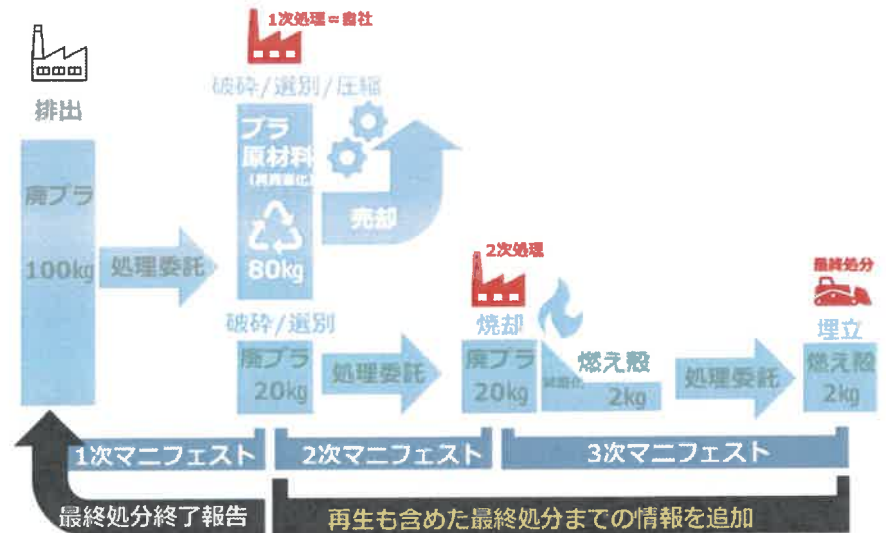 1次処理=自社
排出
破砕/選別/圧縮
廃プラ
100kg
処理委託
プラ
原材料
80kg
売却
破砕/選別
廃プラ
20kg
処理委託
2次処理
焼却
廃プラ
20kg
燃え殻
2kg
処理委託
最終処分
埋立
燃え殻
2kg
1次マニフェスト
2次マニフェスト
3次マニフェスト
最終処分終了報告
再生も含めた最終処分までの情報を追加